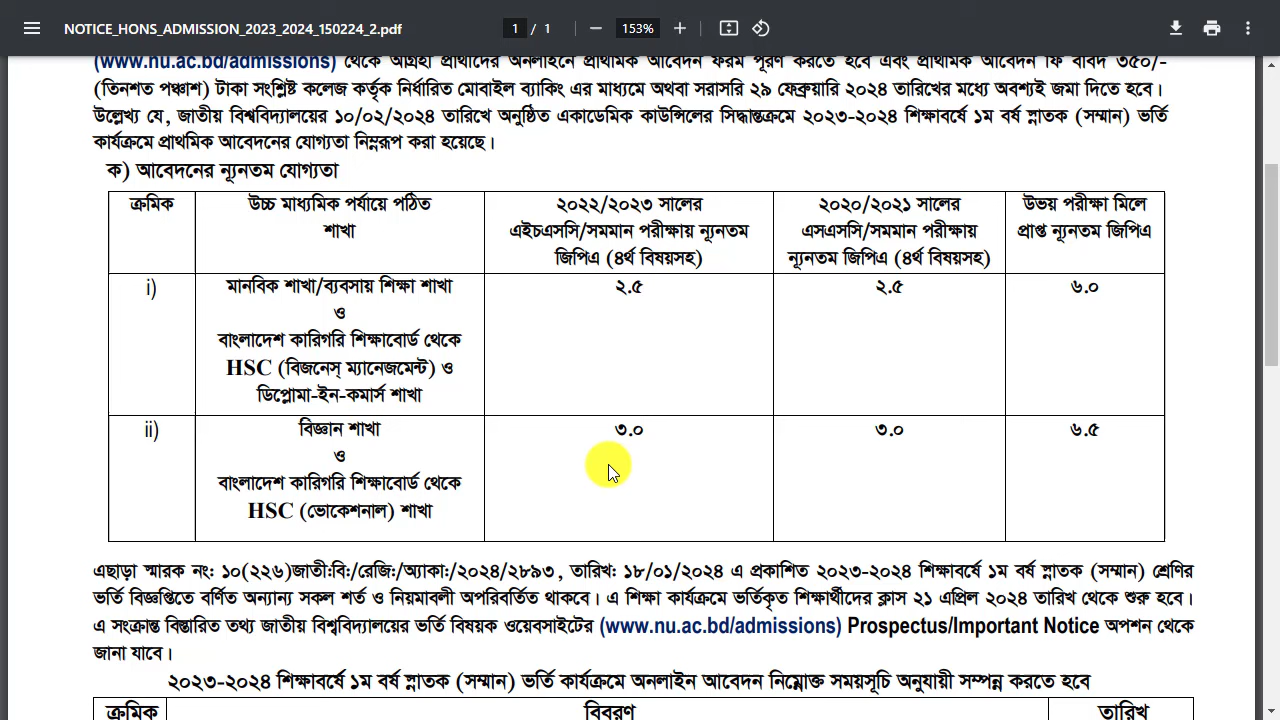 NOTICE_HONS_ADMISSION_2023_2024_150224_2.pdf 1 / 1 153%
(www.nu.ac.bd/admissions) থেকে আগ্রহী প্রার্থীদের অনলাইনে প্রাথমিক আবেদন ফরম পূরণ করতে হবে এবং প্রাথমিক আবেদন ফি বাবদ ৩৫০/-
(তিনশত পঞ্চাশ) টাকা সংশ্লিষ্ট কলেজ কর্তৃক নির্ধারিত মোবাইল ব্যাকিং এর মাধ্যমে অথবা সরাসরি ২৯ ফেব্রুয়ারি ২০২৪ তারিখের মধ্যে অবশ্যই জমা দিতে হবে।
উল্লেখ্য যে, জাতীয় বিশ্ববিদ্যালয়ের ১০/০২/২০২৪ তারিখে অনুষ্ঠিত একাডেমিক কাউন্সিলের সিদ্ধান্তক্রমে ২০২৩-২০২৪ শিক্ষাবর্ষে ১ম বর্ষ স্নাতক (সম্মান) ভর্তি
কার্যক্রমে প্রাথমিক আবেদনের যোগ্যতা নিম্নরূপ করা হয়েছে।
ক) আবেদনের ন্যূনতম যোগ্যতা
ক্রমিক উচ্চ মাধ্যমিক পর্যায়ে পঠিত ২০২২/২০২৩ সালের ২০২০/২০২১ সালের উভয় পরীক্ষা মিলে
শাখা এইচএসসি/সমমান পরীক্ষায় ন্যূনতম এসএসসি/সমমান পরীক্ষায় প্রাপ্ত ন্যূনতম জিপিএ
জিপিএ (৪র্থ বিষয়সহ) ন্যূনতম জিপিএ (৪র্থ বিষয়সহ)
i) মানবিক শাখা/ব্যবসায় শিক্ষা শাখা ২.৫ ২.৫ ৬.০
ও
বাংলাদেশ কারিগরি শিক্ষাবোর্ড থেকে
HSC (বিজনেস্ ম্যানেজমেন্ট) ও
ডিপ্লোমা-ইন-কমার্স শাখা
ii) বিজ্ঞান শাখা ৩.০ ৩.০ ৬.৫
ও
বাংলাদেশ কারিগরি শিক্ষাবোর্ড থেকে
HSC (ভোকেশনাল) শাখা
এছাড়া স্মারক নং: ১০(২২৬)জাতী:বি:/রেজি:/অ্যাকা:/২০২৪/২৮৯৩, তারিখ: ১৮/০১/২০২৪ এ প্রকাশিত ২০২৩-২০২৪ শিক্ষাবর্ষে ১ম বর্ষ স্নাতক (সম্মান) শ্রেণির
ভর্তি বিজ্ঞপ্তিতে বর্ণিত অন্যান্য সকল শর্ত ও নিয়মাবলী অপরিবর্তিত থাকবে। এ শিক্ষা কার্যক্রমে ভর্তিকৃত শিক্ষার্থীদের ক্লাস ২১ এপ্রিল ২০২৪ তারিখ থেকে শুরু হবে।
এ সংক্রান্ত বিস্তারিত তথ্য জাতীয় বিশ্ববিদ্যালয়ের ভর্তি বিষয়ক ওয়েবসাইটের (www.nu.ac.bd/admissions) Prospectus/Important Notice অপশন থেকে
জানা যাবে।
২০২৩-২০২৪ শিক্ষাবর্ষে ১ম বর্ষ স্নাতক (সম্মান) ভর্তি কার্যক্রমে অনলাইন আবেদন নিম্নোক্ত সময়সূচি অনুযায়ী সম্পন্ন করতে হবে
ক্রমিক বিবরণ তারিখ